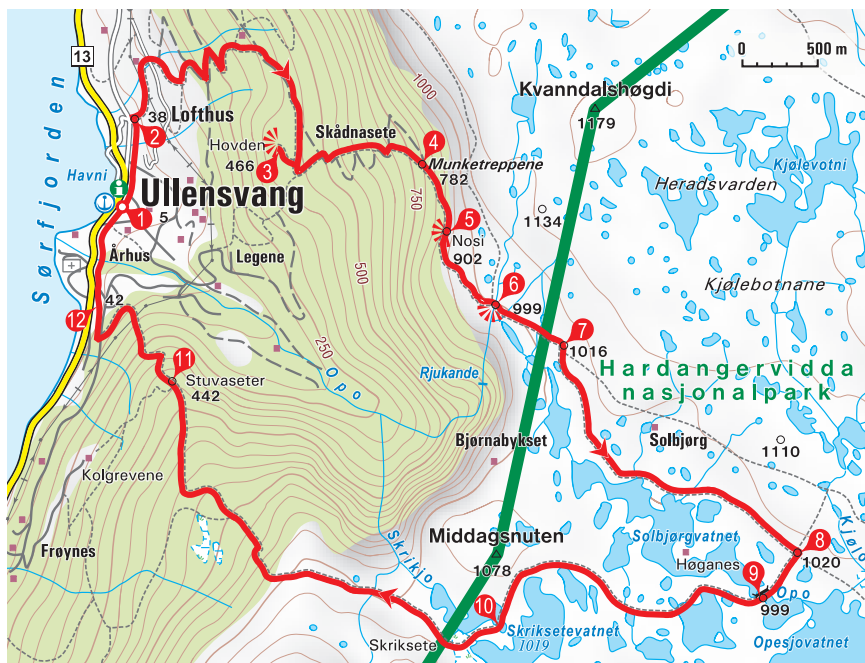 13
0 500 m
1000
Kvanndalshøgdi
1179
38 Lofthus
2
Hovden
466
3
Skådnasete
4
Munketreppene
782
Kjølevotni
Heradsvarden
Havni
Ullensvang
1
5
750
5
Nosi
902
1134
Sørfjorden
Århus
Legene
500
Kjølebotnane
6
999
42
12
7
1016
250
11
Stuvaseter
442
Opo
Rjukande
Hardangervidda
nasjonalpark
Bjørnabykset
Solbjørg
1110
Kolgrevene
Frøynes
Skrikjo
Middagsnuten
1078
Solbjørgvatnet
Høganes
8
1020
Kjølo
9
Opo
999
10
Skriksete
Skriksetevatnet
1019
Opesjovatnet